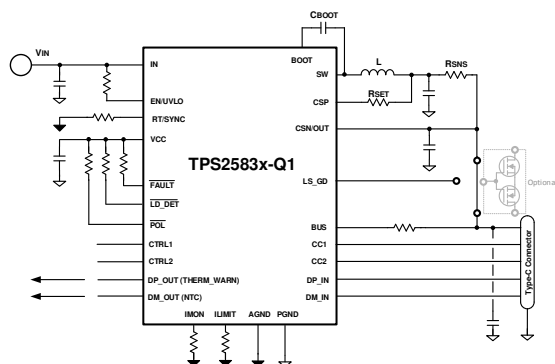 CBOOT
VIN
IN
BOOT
SW
L
RSNS
EN/UVLO
CSP
RSET
RT/SYNC
CSN/OUT
VCC
TPS2583x-Q1
FAULT
LS_GD
Optional
LD_DET
POL
BUS
CTRL1
CC1
CTRL2
CC2
DP_OUT (THERM_WARN)
DP_IN
DM_OUT (NTC)
DM_IN
Type-C Connector
IMON
ILIMIT
AGND
PGND